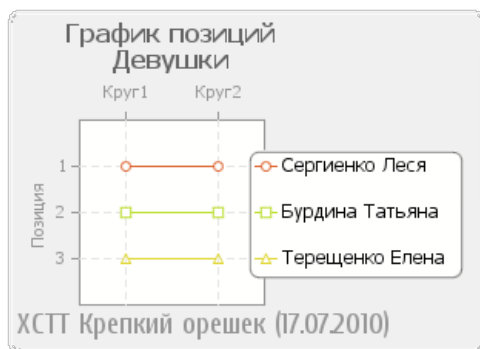 График позиций
Девушки
Круг1 Круг2
Позиция
1
2
3
Сергиенко Леся
Бурдина Татьяна
Терещенко Елена
ХСТТ Крепкий орешек (17.07.2010)